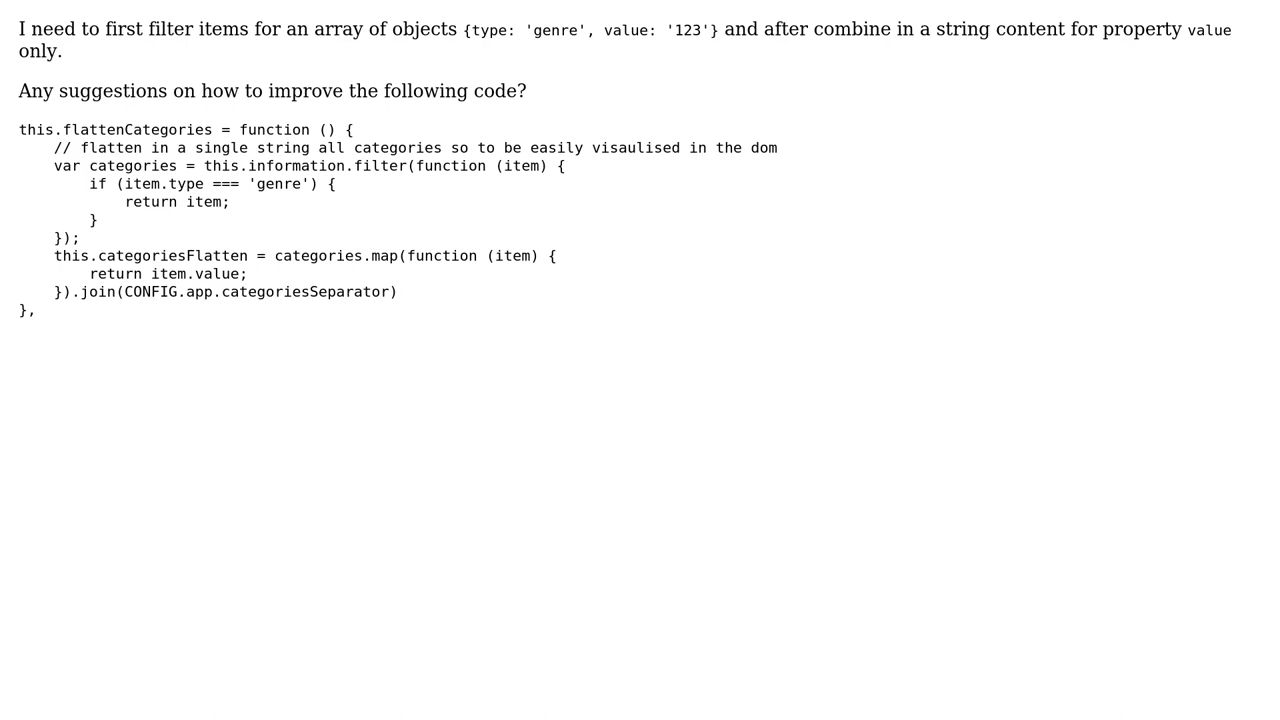 I need to first filter items for an array of objects {type: 'genre', value: '123'} and after combine in a string content for property value
only.
Any suggestions on how to improve the following code?
this.flattenCategories = function () {
    // flatten in a single string all categories so to be easily visaulised in the dom
    var categories = this.information.filter(function (item) {
        if (item.type === 'genre') {
            return item;
        }
    });
    this.categoriesFlatten = categories.map(function (item) {
        return item.value;
    }).join(CONFIG.app.categoriesSeparator)
},